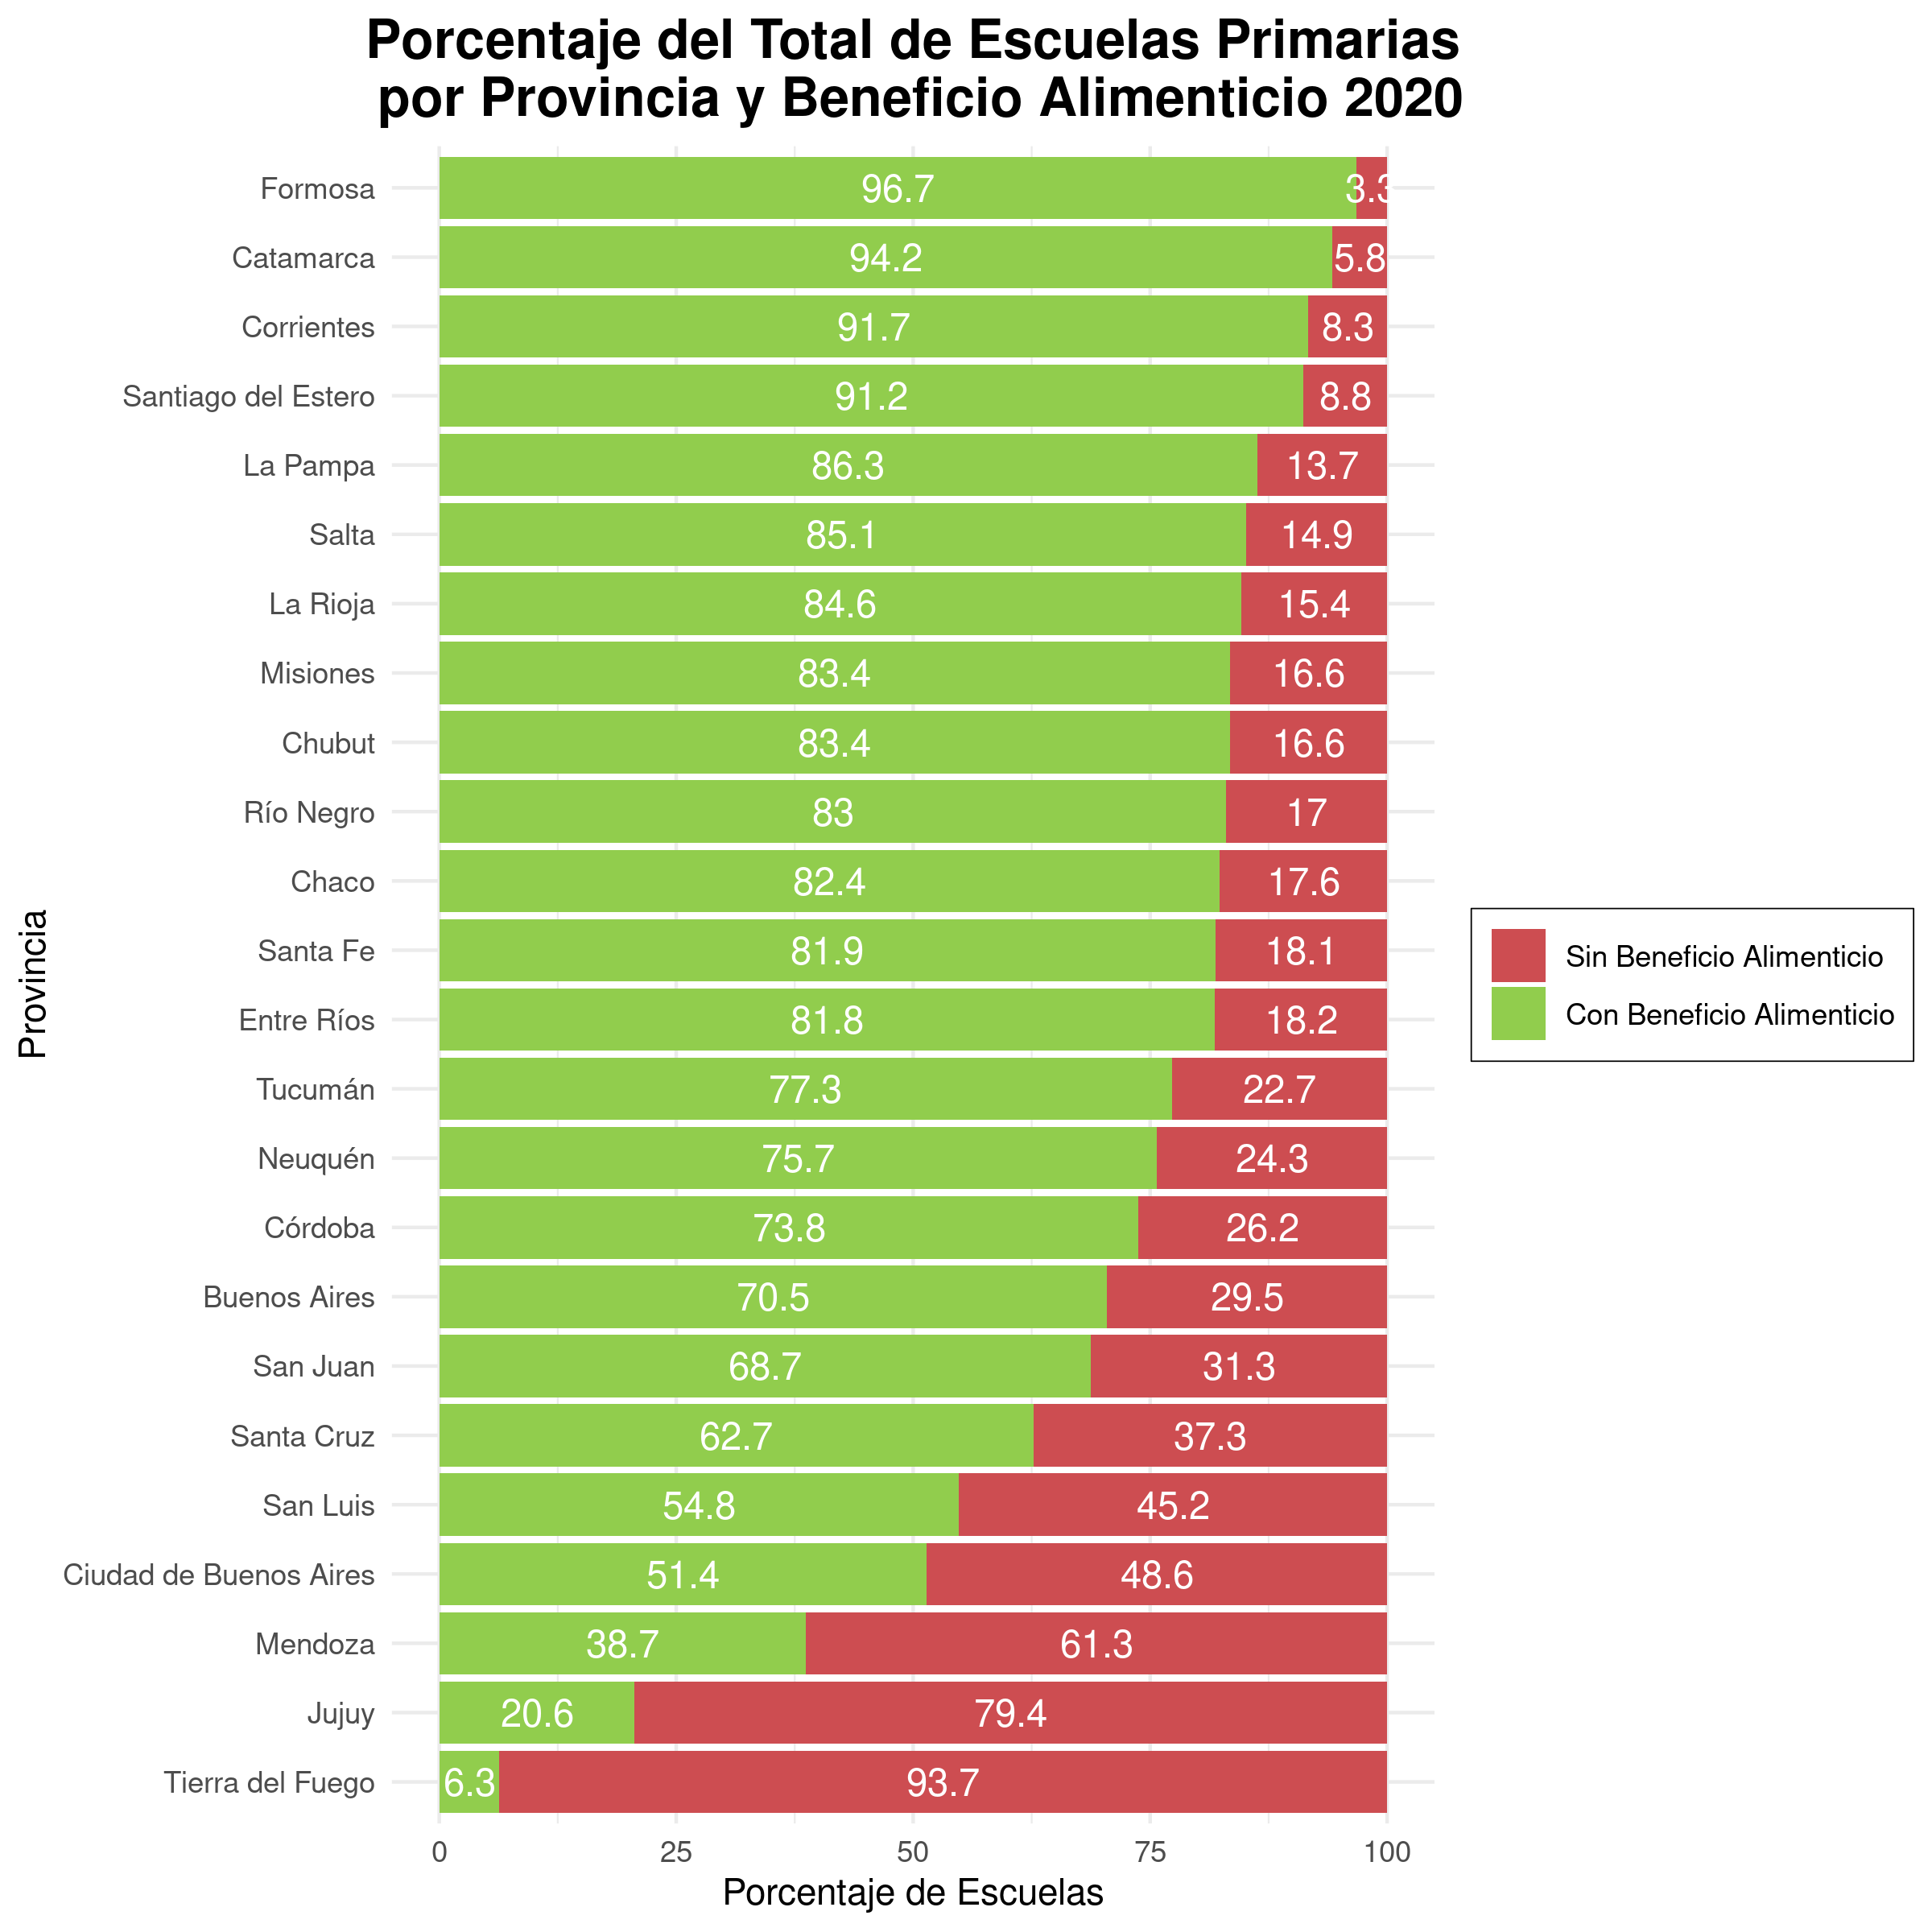 Porcentaje del Total de Escuelas Primarias
por Provincia y Beneficio Alimenticio 2020
Provincia
Formosa 96.7 3.3
Catamarca 94.2 5.8
Corrientes 91.7 8.3
Santiago del Estero 91.2 8.8
La Pampa 86.3 13.7
Salta 85.1 14.9
La Rioja 84.6 15.4
Misiones 83.4 16.6
Chubut 83.4 16.6
Río Negro 83 17
Chaco 82.4 17.6
Santa Fe 81.9 18.1
Entre Ríos 81.8 18.2
Tucumán 77.3 22.7
Neuquén 75.7 24.3
Córdoba 73.8 26.2
Buenos Aires 70.5 29.5
San Juan 68.7 31.3
Santa Cruz 62.7 37.3
San Luis 54.8 45.2
Ciudad de Buenos Aires 51.4 48.6
Mendoza 38.7 61.3
Jujuy 20.6 79.4
Tierra del Fuego 6.3 93.7
0 25 50 75 100
Porcentaje de Escuelas
Sin Beneficio Alimenticio
Con Beneficio Alimenticio